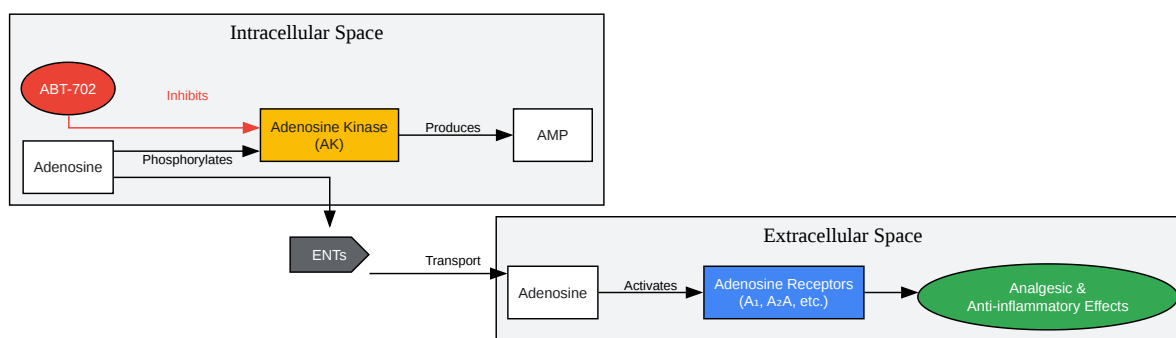 Intracellular Space
ABT-702
Inhibits
Adenosine Kinase
(AK)
Produces
AMP
Adenosine
Phosphorylates
ENTs
Transport
Extracellular Space
Adenosine
Activates
Adenosine Receptors
(A₁, A₂A, etc.)
Analgesic &
Anti-inflammatory Effects